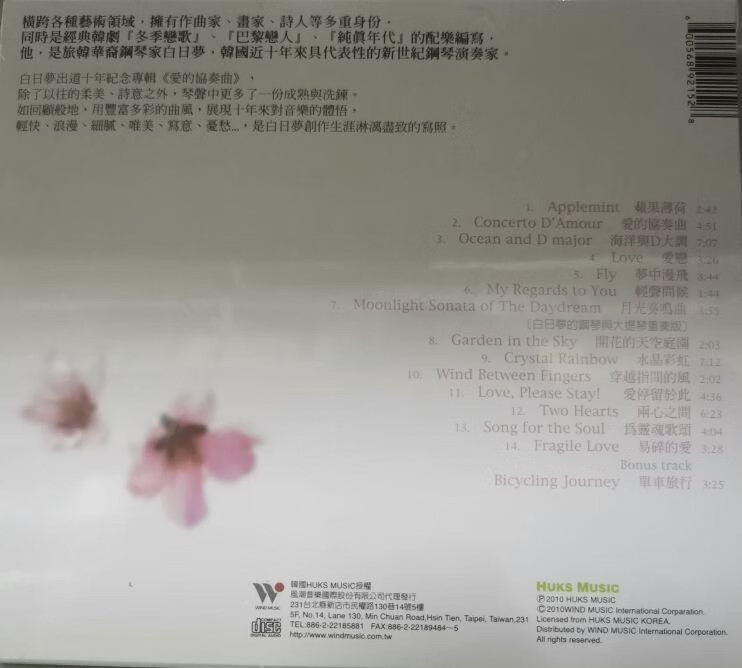 橫跨各種藝術領域，擁有作曲家、畫家、詩人等多重身份，
同時是經典韓劇『冬季戀歌』、『巴黎戀人』、『純真年代』的配樂編寫，
他，是旅韓華裔鋼琴家白日夢，韓國近十年來具代表性的新世紀鋼琴演奏家。
白日夢出道十年紀念專輯《愛的協奏曲》，
除了以往的柔美、詩意之外，琴聲中更多了一份成熟與洗鍊。
如回顧般地，用豐富多彩的曲風，展現十年來對音樂的體悟，
輕快、浪漫、細膩、唯美、寫意、憂愁...，是白日夢創作生涯淋漓盡致的寫照。
6 005689215218
1. Applemint 蘋果薄荷 2:42
2. Concerto D'Amour 愛的協奏曲 4:51
3. Ocean and D major 海洋與D大調 7:07
4. Love 愛戀 3:26
5. Fly 夢中漫飛 8:44
6. My Regards to You 輕聲問候 1:44
7. Moonlight Sonata of The Daydream 月光奏鳴曲 3:55
〔白日夢的鋼琴與大提琴重奏版〕
8. Garden in the Sky 開花的天空庭園 2:03
9. Crystal Rainbow 水晶彩虹 7:12
10. Wind Between Fingers 穿越指間的風 2:02
11. Love, Please Stay! 愛停留於此 4:36
12. Two Hearts 兩心之間 6:23
13. Song for the Soul 為靈魂歌頌 4:04
14. Fragile Love 易碎的愛 3:28
Bonus track
Bicycling Journey 單車旅行 3:25
WIND MUSIC
COMPACT
disc
DIGITAL AUDIO
韓國HUKS MUSIC授權
風潮音樂國際股份有限公司代理發行
231台北縣新店市民權路130巷14號5樓
5F, No.14, Lane 130, Min Chuan Road,Hsin Tien, Taipei, Taiwan,231
TEL:886-2-22185881 FAX:886-2-22189484～5
http://www.windmusic.com.tw
HUKS MUSIC
Ⓟ2010 HUKS MUSIC
©2010WIND MUSIC International Corparation.
Licensed from HUKS MUSIC KOREA.
Distributed by WIND MUSIC International Corporation.
All rights reserved.